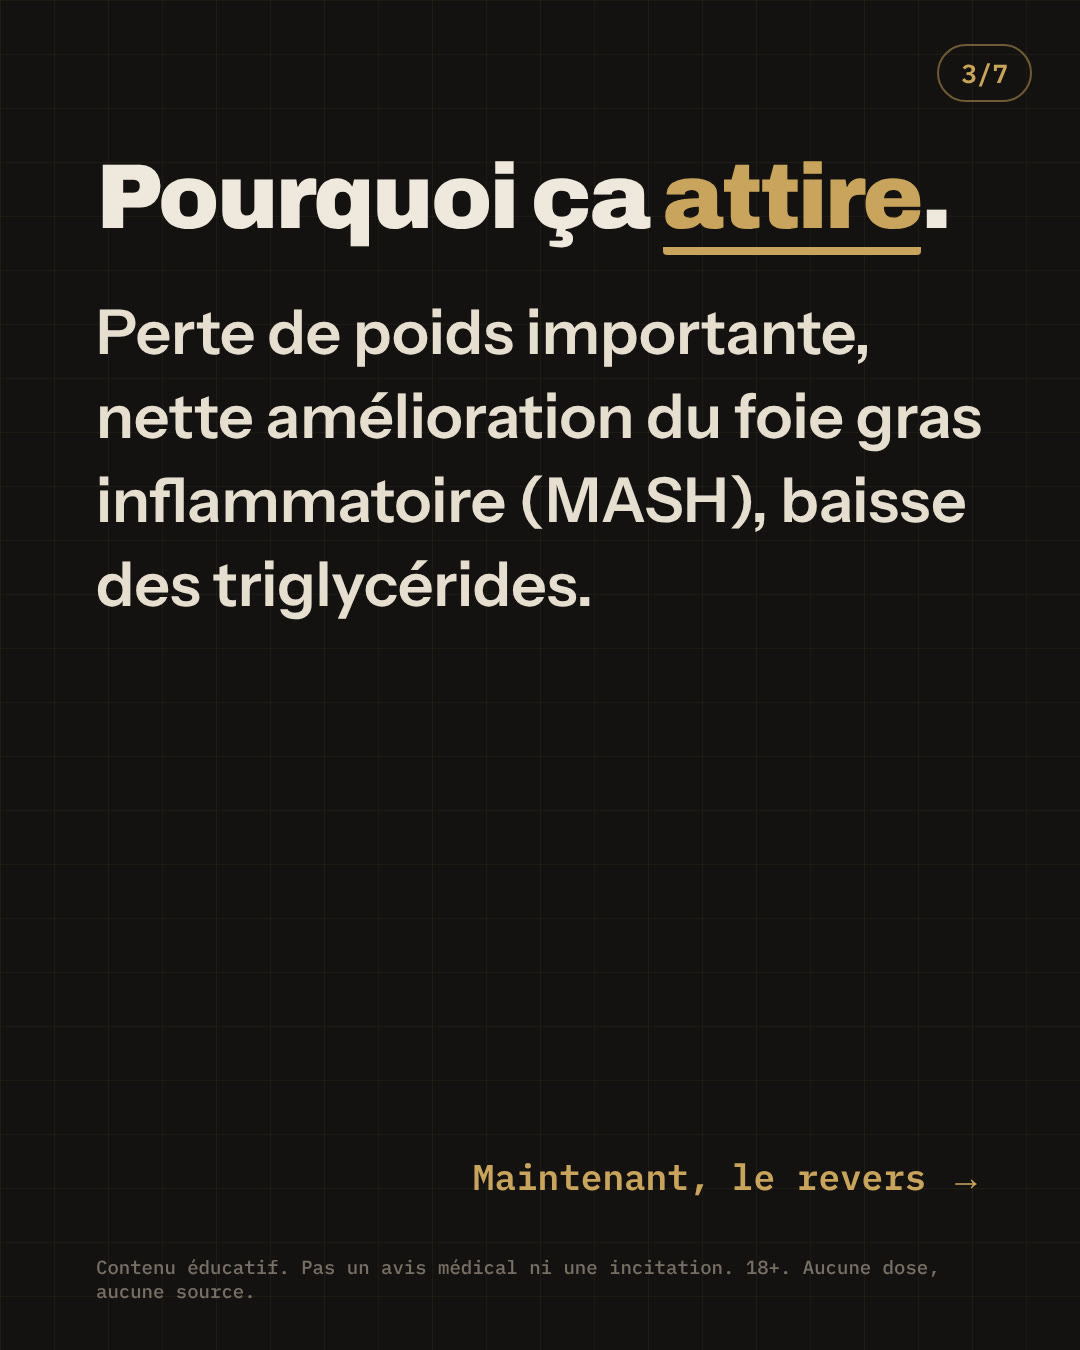 3/7
Pourquoi ça attire.
Perte de poids importante,
nette amélioration du foie gras
inflammatoire (MASH), baisse
des triglycérides.
Maintenant, le revers →
Contenu éducatif. Pas un avis médical ni une incitation. 18+. Aucune dose,
aucune source.